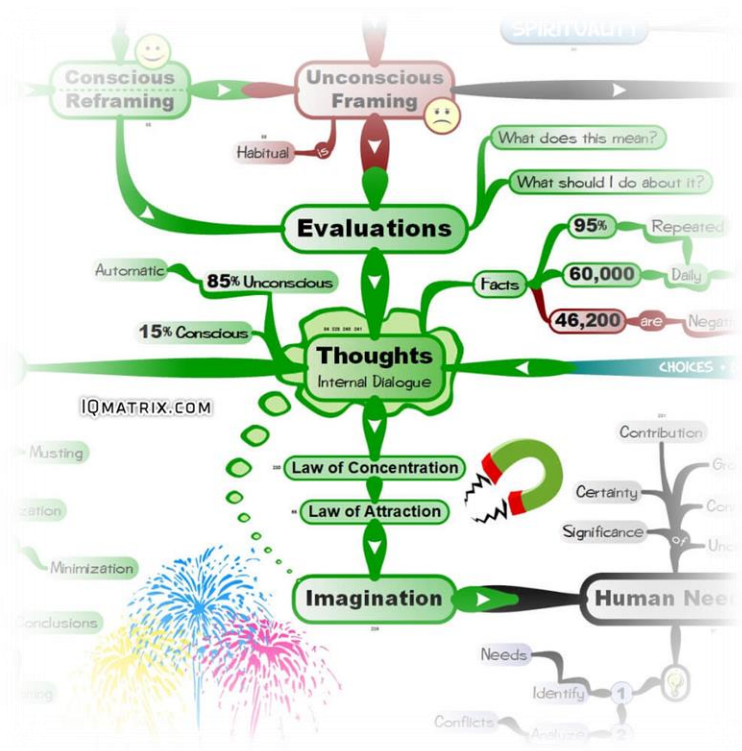 SPIRITUALITY
Conscious
Reframing
Unconscious
Framing
Habitual
is
What does this mean?
What should I do about it?
Evaluations
95%
Repeated
Automatic
85% Unconscious
Facts
60,000
Daily
15% Conscious
46,200
are
Thoughts
Internal Dialogue
CHOICES
IQMATRIX.COM
Contribution
Musting
Law of Concentration
Certainty
Law of Attraction
Significance
of
Minimization
Imagination
Human
Needs
Identify
1
Conflicts
Analyze
2